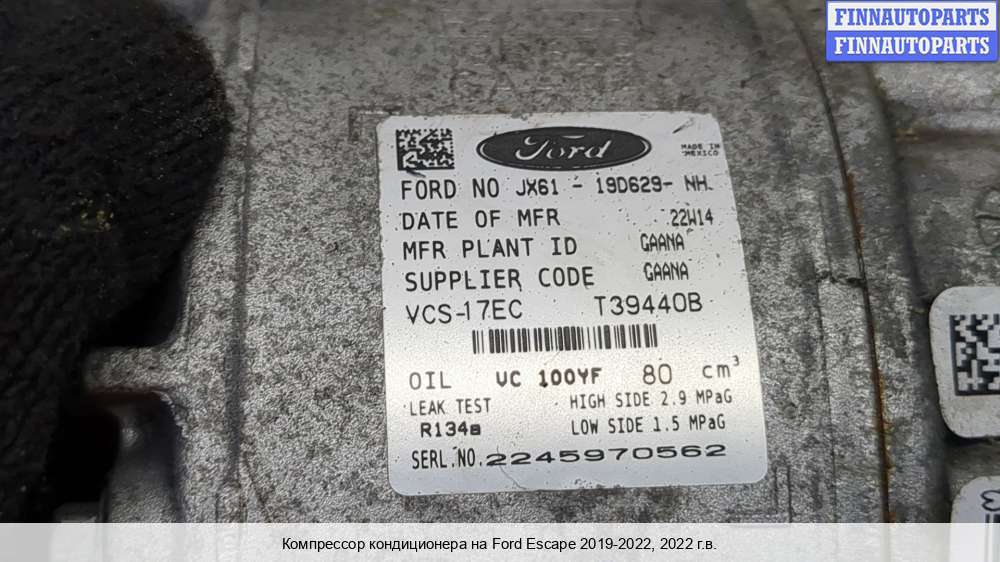 FINNAUTOPARTS
FINNAUTOPARTS
Ford
MADE IN
MEXICO
FORD NO JX61 - 19D629- NH
DATE OF MFR 22W14
MFR PLANT ID GAANA
SUPPLIER CODE GAANA
VCS-17EC T39440B
OIL VC 100YF 80 cm³
LEAK TEST HIGH SIDE 2.9 MPaG
R134a LOW SIDE 1.5 MPaG
SERL.NO. 2245970562
Компрессор кондиционера на Ford Escape 2019-2022, 2022 г.в.